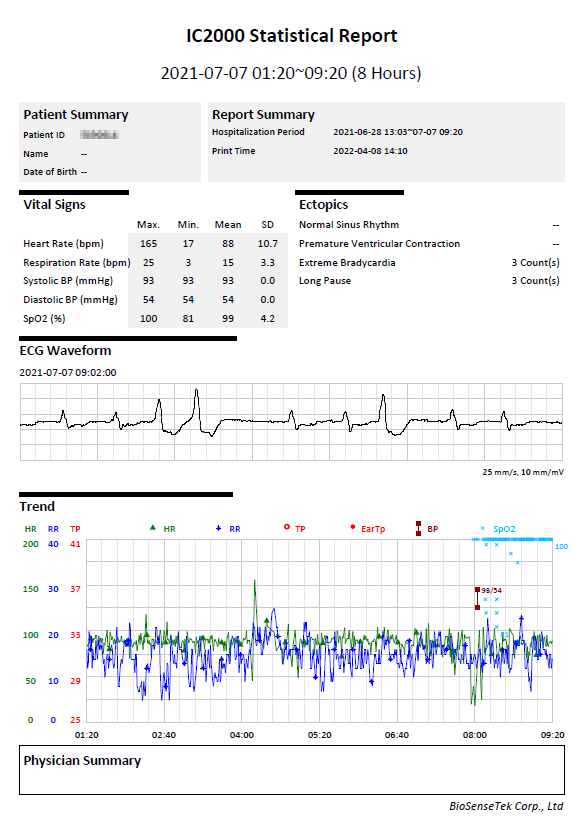 IC2000 Statistical Report
2021-07-07 01:20~09:20 (8 Hours)
Patient Summary
Patient ID
Name --
Date of Birth --
Report Summary
Hospitalization Period 2021-06-28 13:03~07-07 09:20
Print Time 2022-04-08 14:10
Vital Signs
Max. Min. Mean SD
Heart Rate (bpm) 165 17 88 10.7
Respiration Rate (bpm) 25 3 15 3.3
Systolic BP (mmHg) 93 93 93 0.0
Diastolic BP (mmHg) 54 54 54 0.0
SpO2 (%) 100 81 99 4.2
Ectopics
Normal Sinus Rhythm --
Premature Ventricular Contraction --
Extreme Bradycardia 3 Count(s)
Long Pause 3 Count(s)
ECG Waveform
2021-07-07 09:02:00
25 mm/s, 10 mm/mV
Trend
HR RR TP HR RR TP EarTp BP SpO2
200 40 41 100
150 30 37 98/54
100 20 33
50 10 29
0 0 25
01:20 02:40 04:00 05:20 06:40 08:00 09:20
Physician Summary
BioSenseTek Corp., Ltd